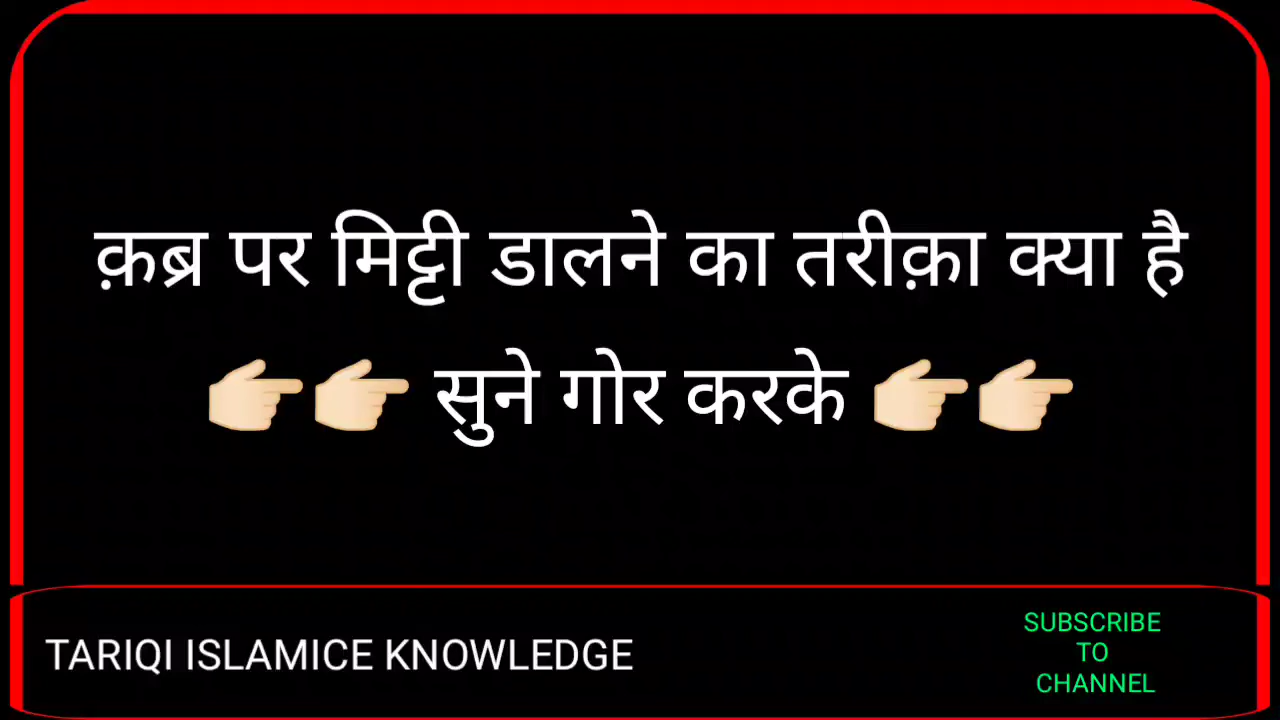 क़ब्र पर मिट्टी डालने का तरीक़ा क्या है
👉🏻👉🏻 सुने गोर करके 👉🏻👉🏻
TARIQI ISLAMICE KNOWLEDGE
SUBSCRIBE
TO
CHANNEL